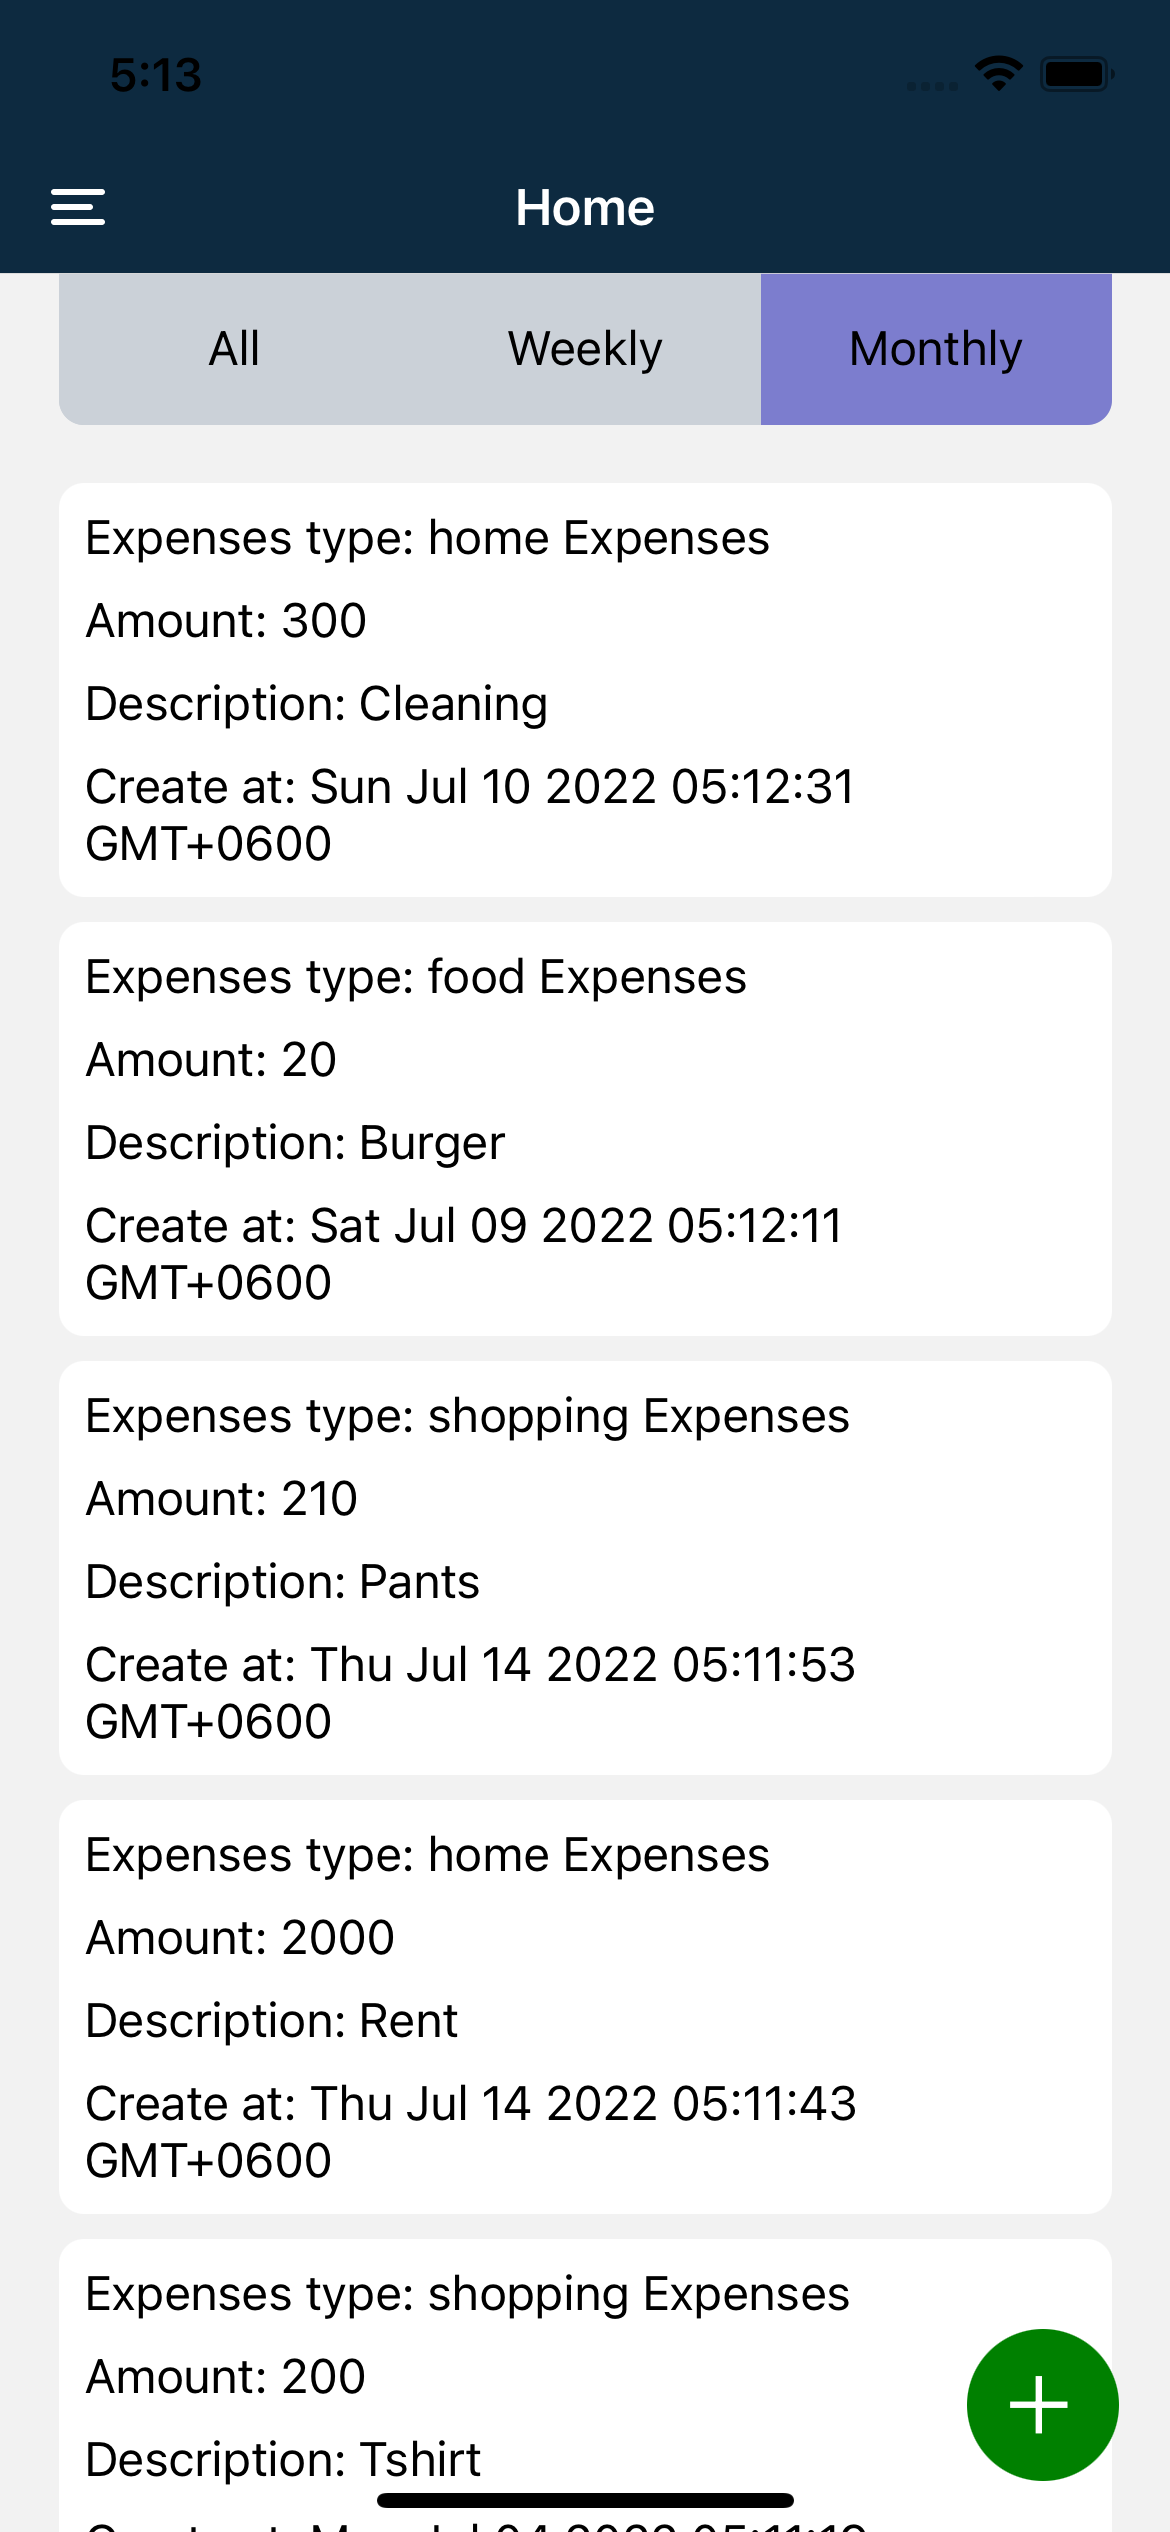 5:13
Home
All Weekly Monthly
Expenses type: home Expenses
Amount: 300
Description: Cleaning
Create at: Sun Jul 10 2022 05:12:31
GMT+0600
Expenses type: food Expenses
Amount: 20
Description: Burger
Create at: Sat Jul 09 2022 05:12:11
GMT+0600
Expenses type: shopping Expenses
Amount: 210
Description: Pants
Create at: Thu Jul 14 2022 05:11:53
GMT+0600
Expenses type: home Expenses
Amount: 2000
Description: Rent
Create at: Thu Jul 14 2022 05:11:43
GMT+0600
Expenses type: shopping Expenses
Amount: 200
Description: Tshirt